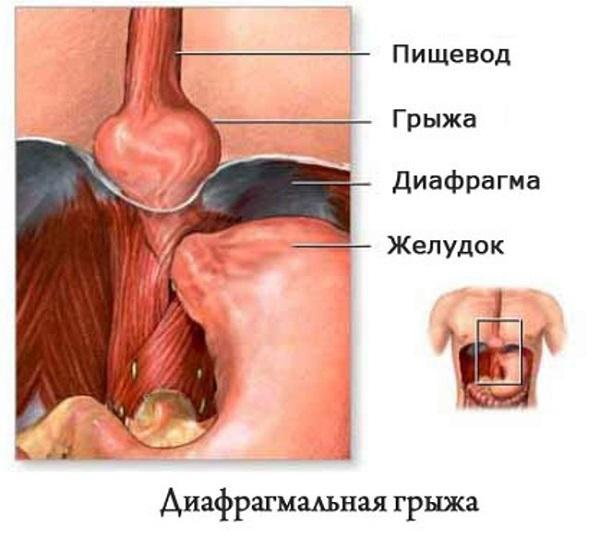 Пищевод
Грыжа
Диафрагма
Желудок
Диафрагмальная грыжа